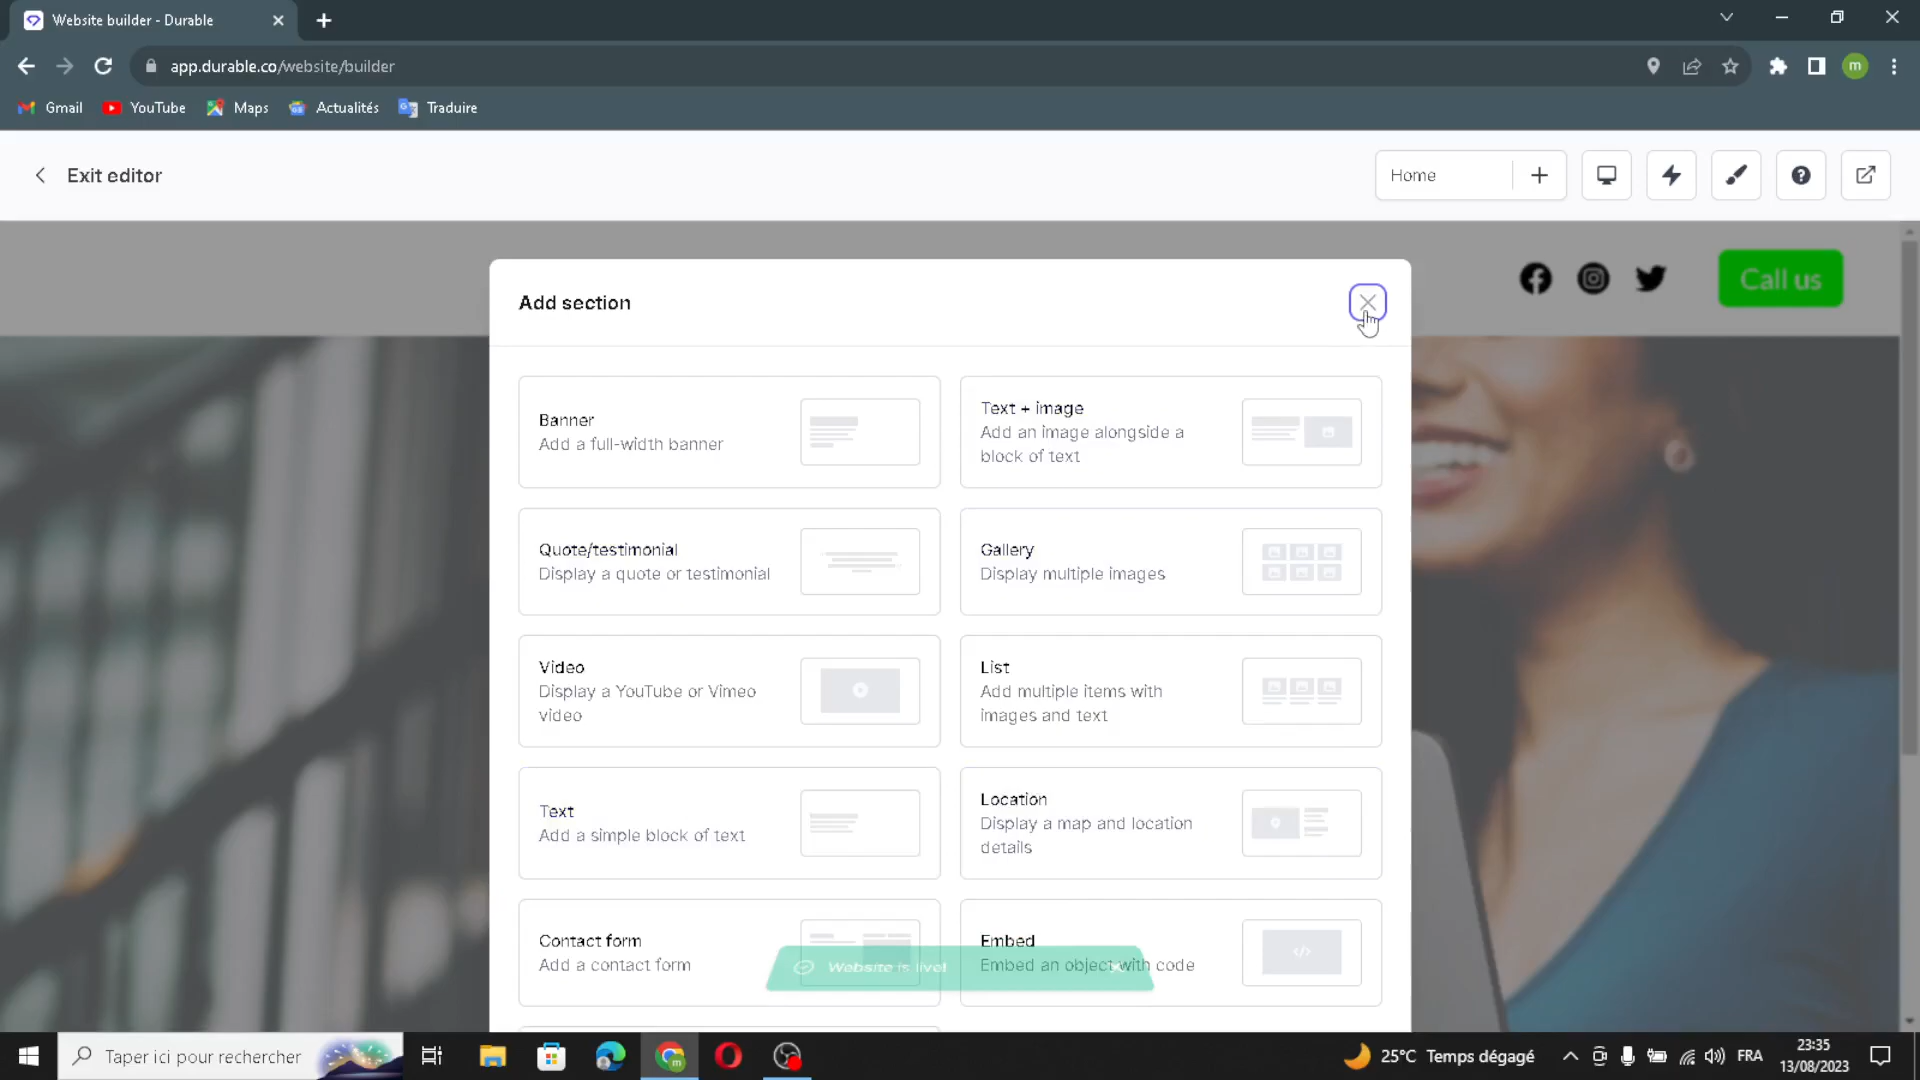 Website builder - Durable
app.durable.co/website/builder
m
Gmail
YouTube
Maps
Actualités
Traduire
Exit editor
Home
Call us
Add section
Banner
Add a full-width banner
Text + image
Add an image alongside a
block of text
Quote/testimonial
Display a quote or testimonial
Gallery
Display multiple images
Video
Display a YouTube or Vimeo
video
List
Add multiple items with
images and text
Text
Add a simple block of text
Location
Display a map and location
details
Contact form
Add a contact form
Embed
Embed an object with code
Website is live!
Taper ici pour rechercher
25°C Temps dégagé
FRA
23:35
13/08/2023